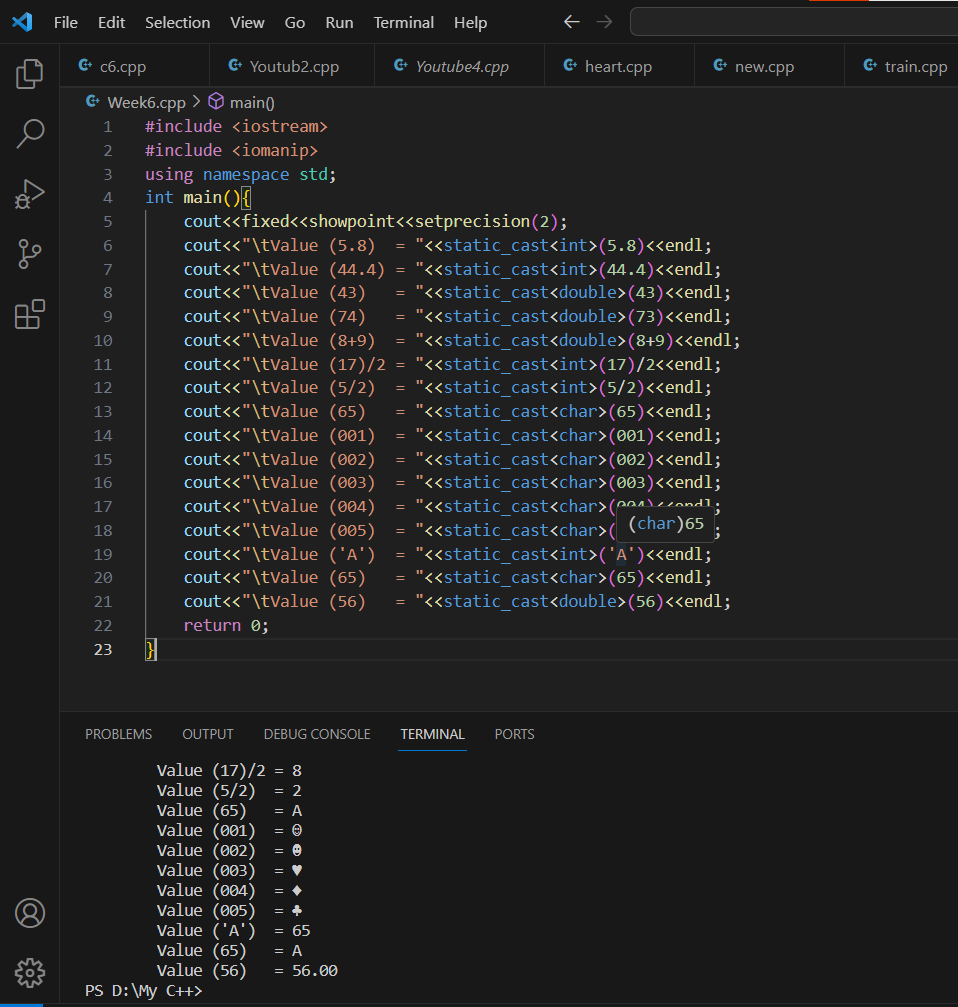 File Edit Selection View Go Run Terminal Help
c6.cpp Youtub2.cpp Youtube4.cpp heart.cpp new.cpp train.cpp
Week6.cpp > main()
1 #include <iostream>
2 #include <iomanip>
3 using namespace std;
4 int main(){
5 cout<<fixed<<showpoint<<setprecision(2);
6 cout<<"\tValue (5.8)  = "<<static_cast<int>(5.8)<<endl;
7 cout<<"\tValue (44.4) = "<<static_cast<int>(44.4)<<endl;
8 cout<<"\tValue (43)   = "<<static_cast<double>(43)<<endl;
9 cout<<"\tValue (74)   = "<<static_cast<double>(73)<<endl;
10 cout<<"\tValue (8+9)  = "<<static_cast<double>(8+9)<<endl;
11 cout<<"\tValue (17)/2 = "<<static_cast<int>(17)/2<<endl;
12 cout<<"\tValue (5/2)  = "<<static_cast<int>(5/2)<<endl;
13 cout<<"\tValue (65)   = "<<static_cast<char>(65)<<endl;
14 cout<<"\tValue (001)  = "<<static_cast<char>(001)<<endl;
15 cout<<"\tValue (002)  = "<<static_cast<char>(002)<<endl;
16 cout<<"\tValue (003)  = "<<static_cast<char>(003)<<endl;
17 cout<<"\tValue (004)  = "<<static_cast<char>(004)<<endl;
18 cout<<"\tValue (005)  = "<<static_cast<char>( ;
(char)65
19 cout<<"\tValue ('A')  = "<<static_cast<int>('A')<<endl;
20 cout<<"\tValue (65)   = "<<static_cast<char>(65)<<endl;
21 cout<<"\tValue (56)   = "<<static_cast<double>(56)<<endl;
22 return 0;
23 }
PROBLEMS OUTPUT DEBUG CONSOLE TERMINAL PORTS
Value (17)/2 = 8
Value (5/2)  = 2
Value (65)   = A
Value (001)  = ☺
Value (002)  = ☻
Value (003)  = ♥
Value (004)  = ♦
Value (005)  = ♣
Value ('A')  = 65
Value (65)   = A
Value (56)   = 56.00
PS D:\My C++>